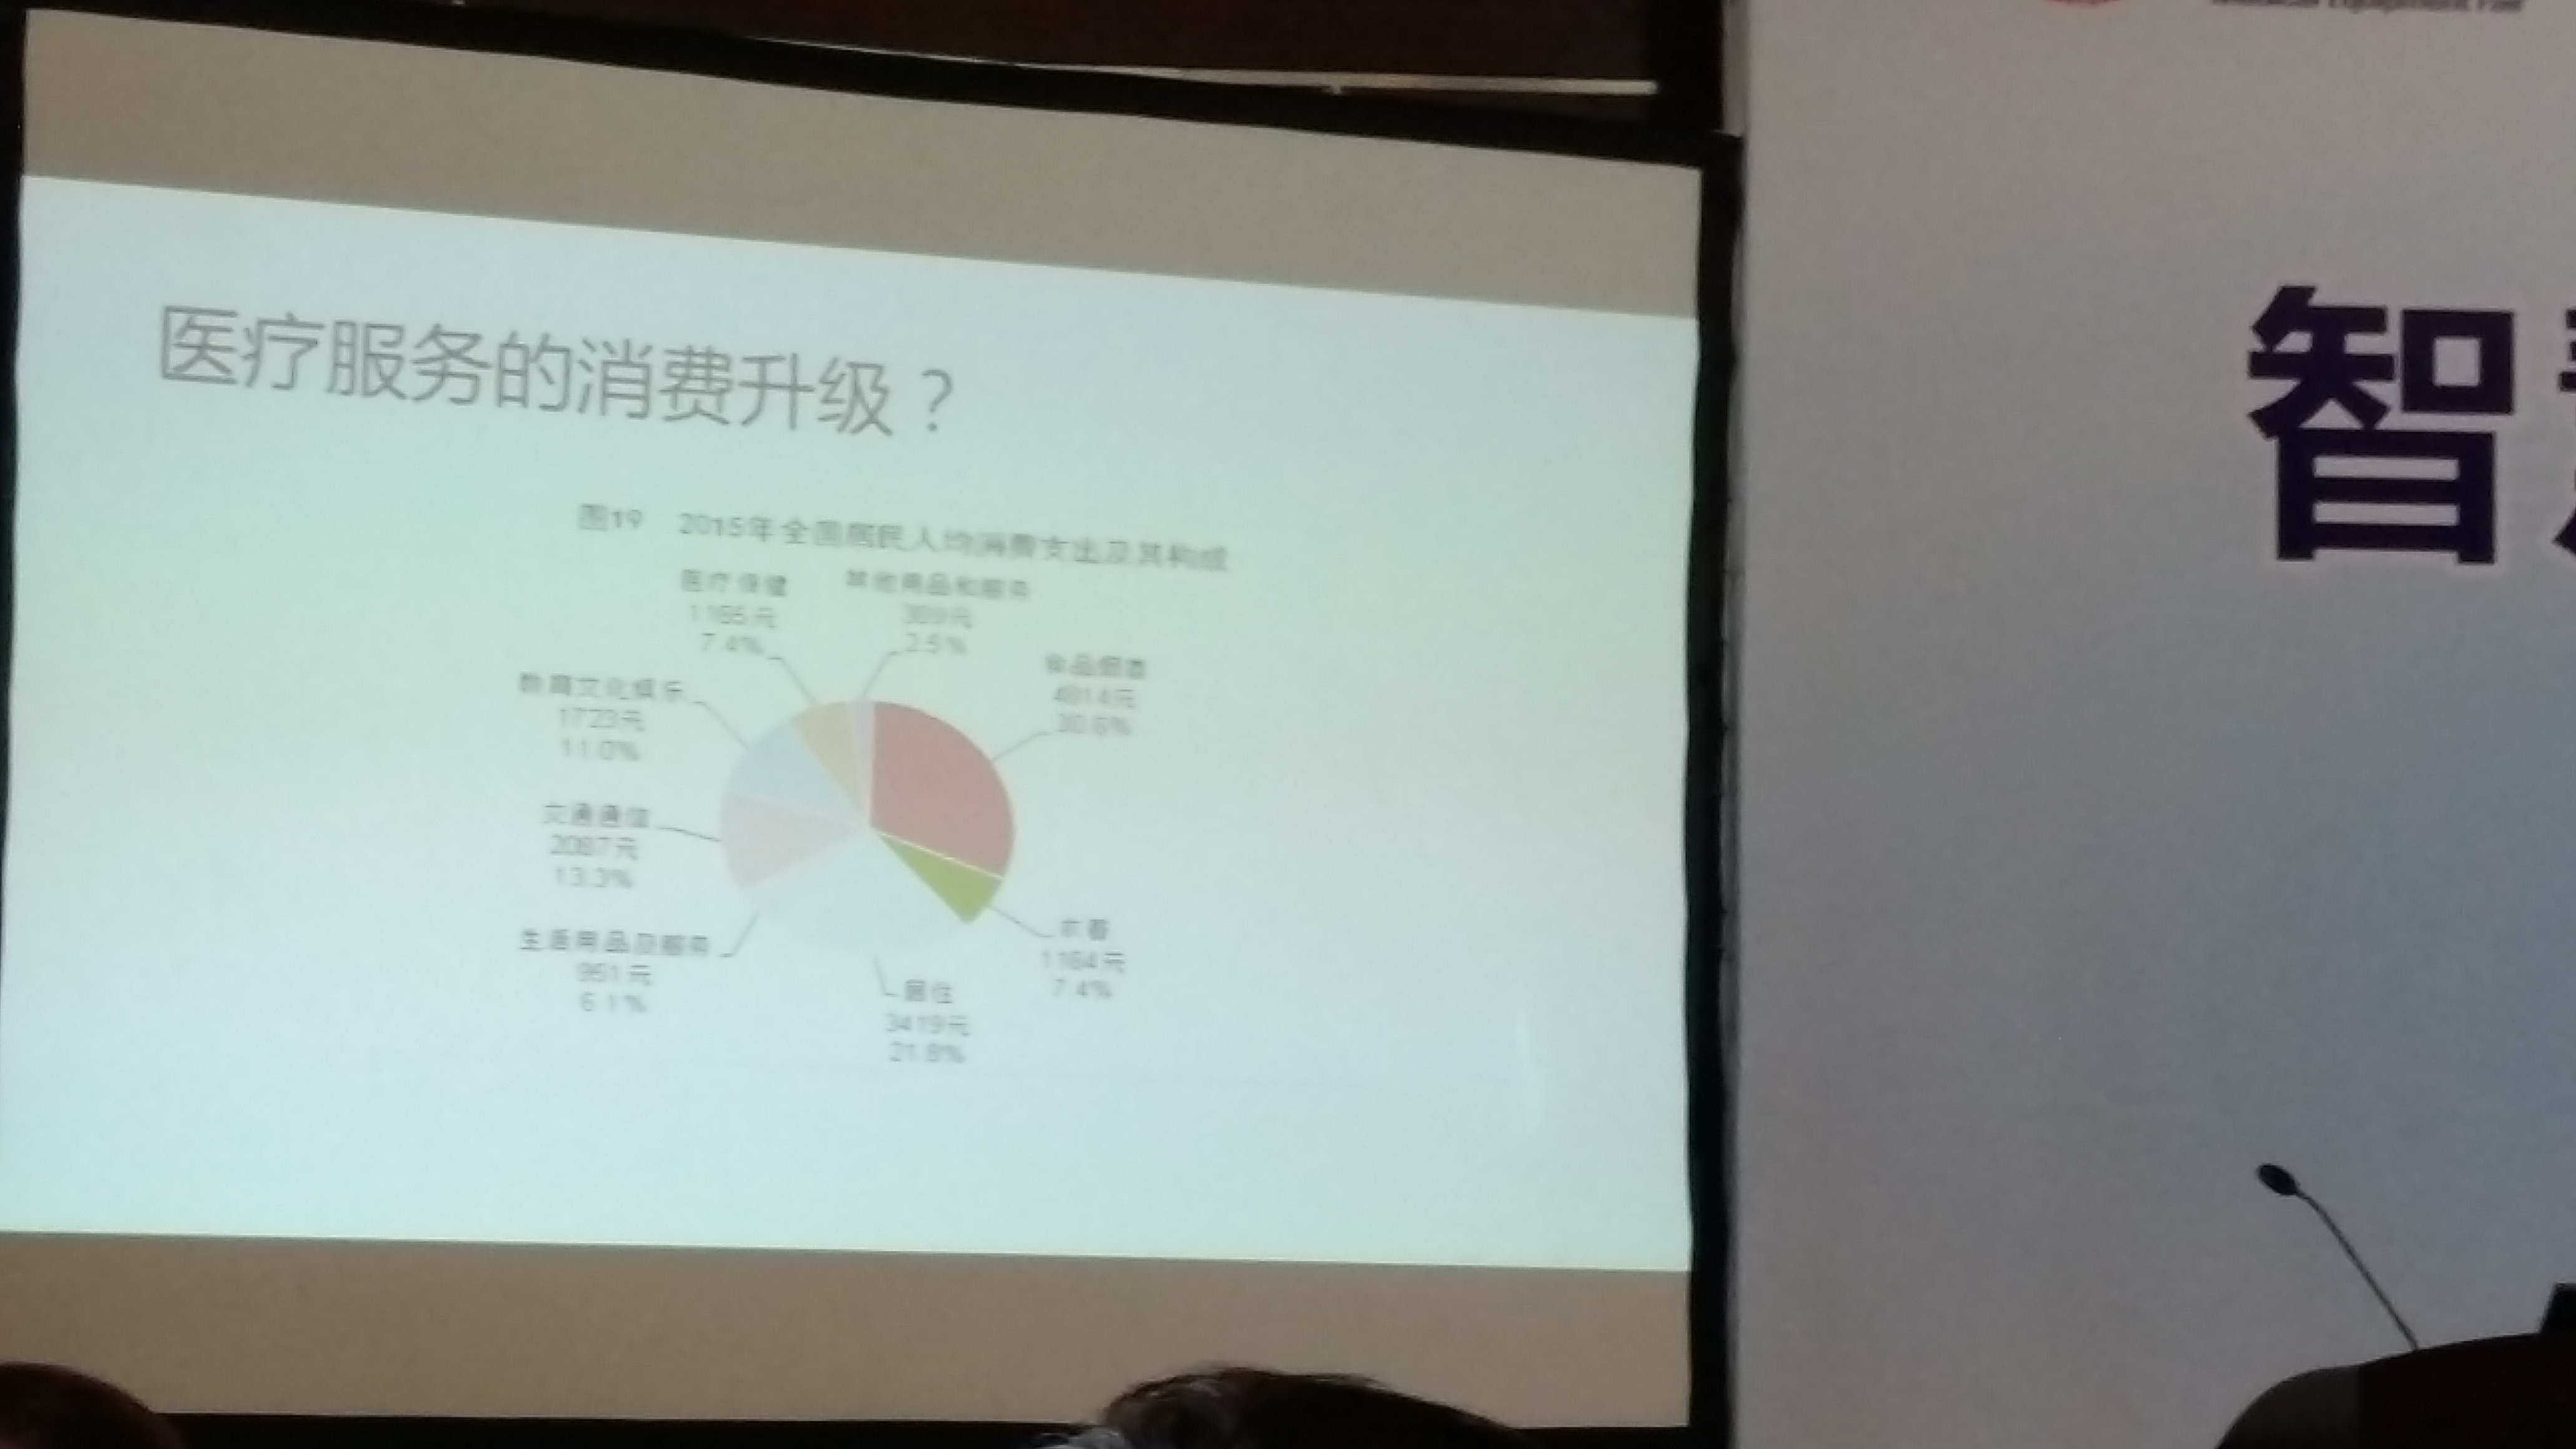 医疗服务的消费升级？
图19 2015年全国居民人均消费支出及其构成
医疗保健
1165元
7.4%
其他用品和服务
389元
2.5%
食品烟酒
4814元
30.6%
教育文化娱乐
1723元
11.0%
交通通信
2087元
13.3%
生活用品及服务
951元
6.1%
居住
3419元
21.8%
衣着
1164元
7.4%
智